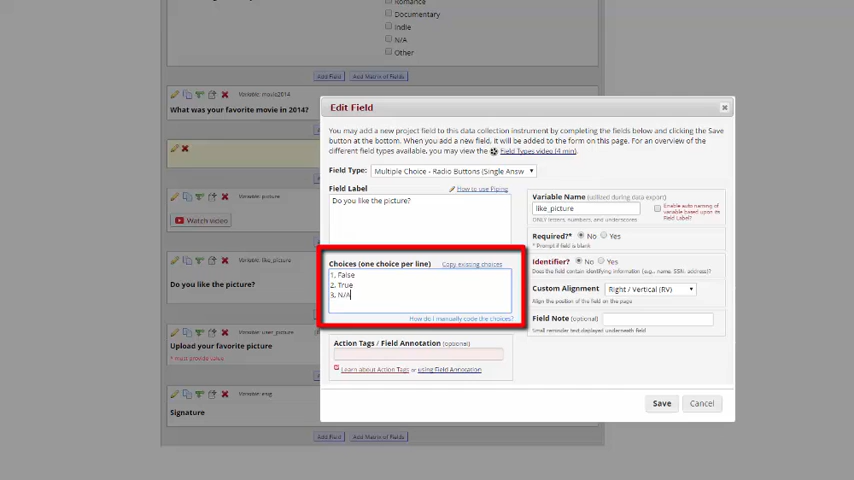 Romance
Documentary
Indie
N/A
Other
Add Field
Add Matrix of Fields
Variable: movie2014
What was your favorite movie in 2014?
Variable: picture
Watch video
Variable: like_picture
Do you like the picture?
Variable: user_picture
Upload your favorite picture
* must provide value
Variable: esig
Signature
Add Field
Add Matrix of Fields
Edit Field
You may add a new project field to this data collection instrument by completing the fields below and clicking the Save
button at the bottom. When you add a new field, it will be added to the form on this page. For an overview of the
different field types available, you may view the Field Types video (4 min).
Field Type: Multiple Choice - Radio Buttons (Single Answ
Field Label
How to use Piping
Do you like the picture?
Choices (one choice per line)
Copy existing choices
1, False
2, True
3, N/A
How do I manually code the choices?
Action Tags / Field Annotation (optional)
Learn about Action Tags or using Field Annotation
Variable Name (utilized during data export)
like_picture
Enable auto naming of
variable based upon its
Field Label?
ONLY letters, numbers, and underscores
Required?* No Yes
* Prompt if field is blank
Identifier? No Yes
Does the field contain identifying information (e.g., name, SSN, address)?
Custom Alignment Right / Vertical (RV)
Align the position of the field on the page
Field Note (optional)
Small reminder text displayed underneath field
Save
Cancel